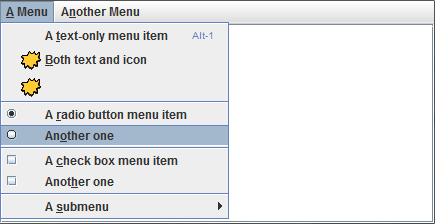 A Menu Another Menu
A text-only menu item Alt-1
Both text and icon
A radio button menu item
Another one
A check box menu item
Another one
A submenu